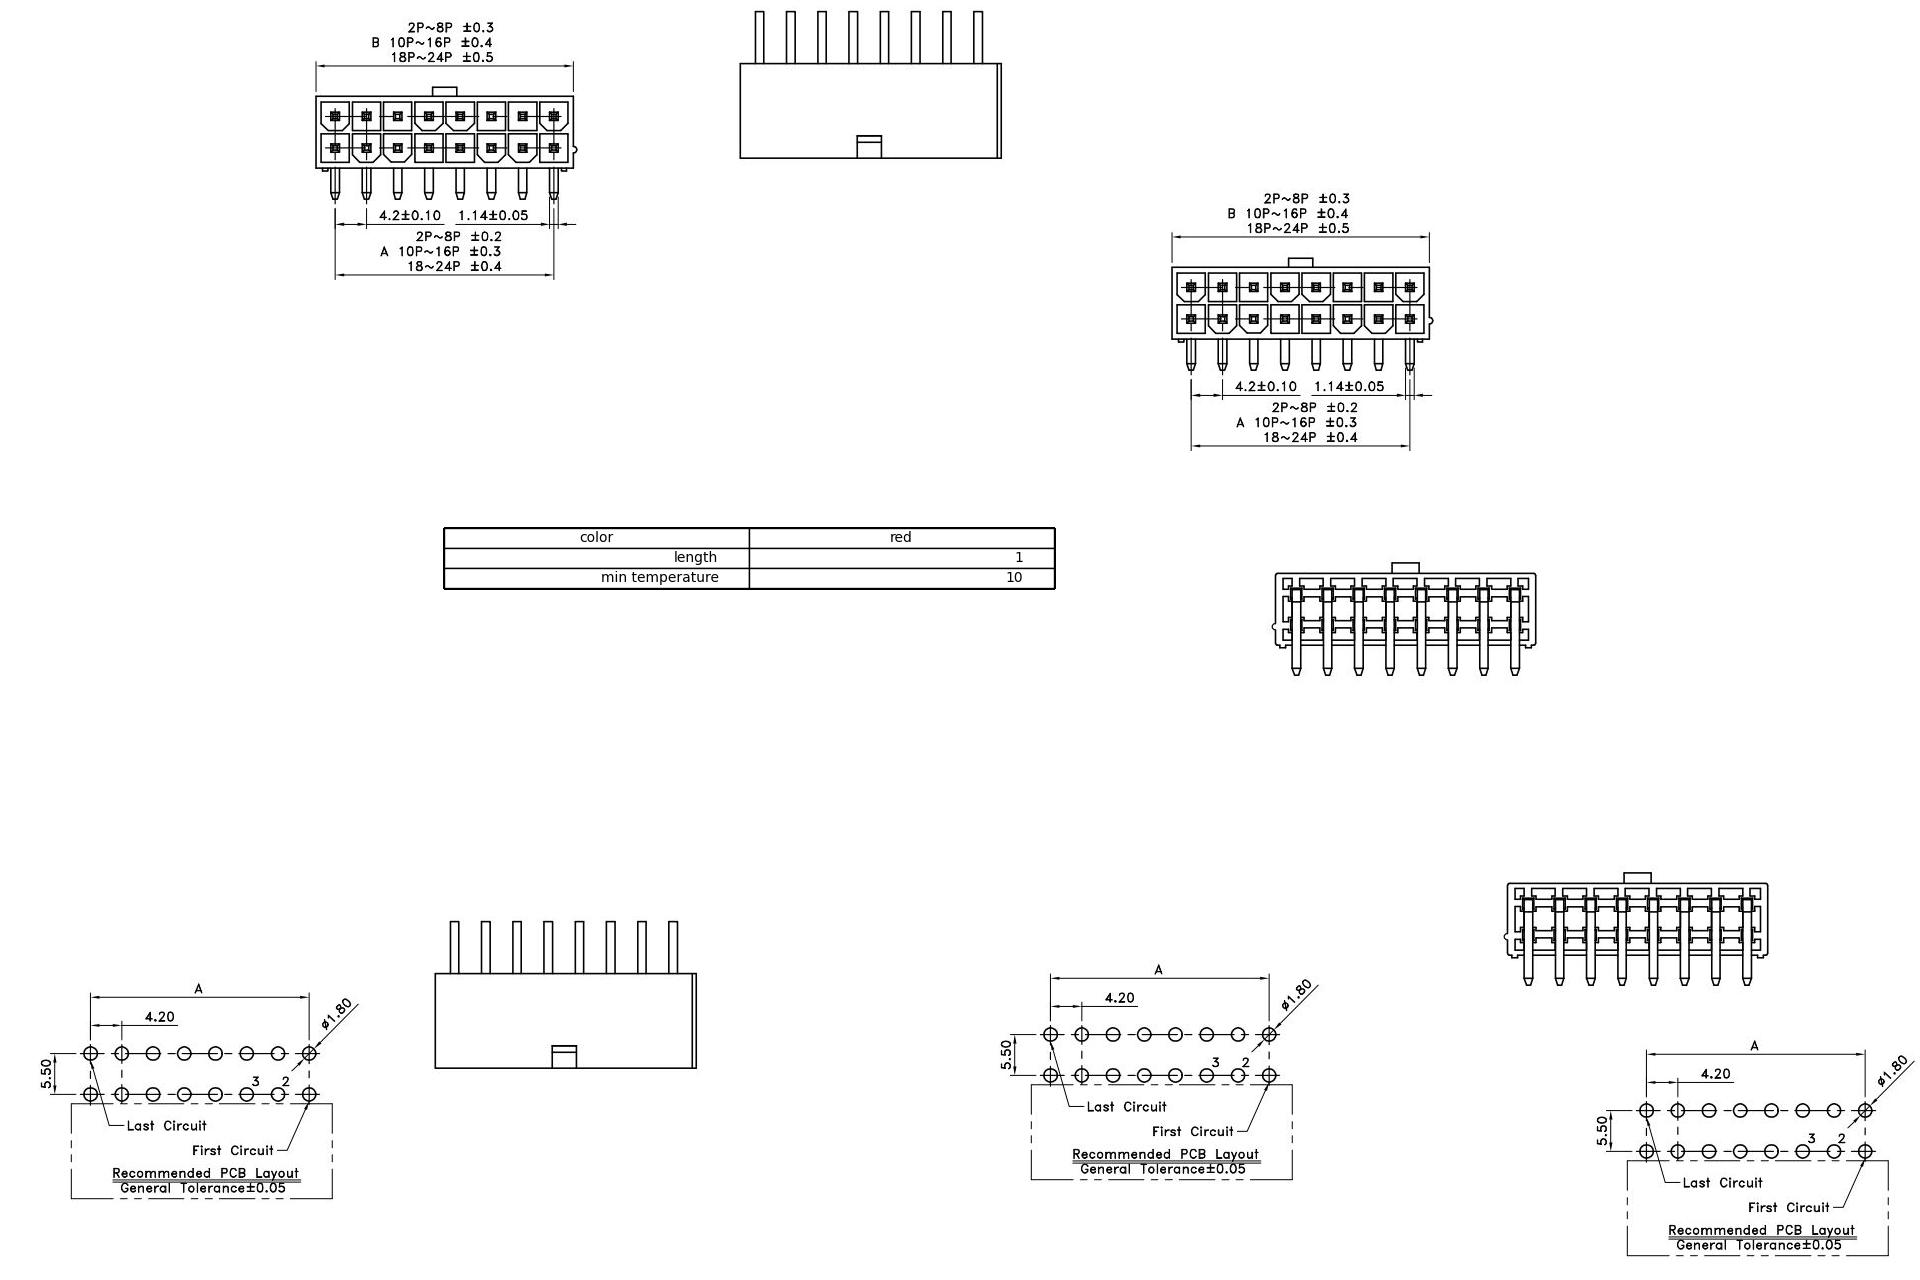 2P~8P ±0.3
B 10P~16P ±0.4
18P~24P ±0.5
4.2±0.10 1.14±0.05
2P~8P ±0.2
A 10P~16P ±0.3
18~24P ±0.4
2P~8P ±0.3
B 10P~16P ±0.4
18P~24P ±0.5
4.2±0.10 1.14±0.05
2P~8P ±0.2
A 10P~16P ±0.3
18~24P ±0.4
color red
length 1
min temperature 10
A
4.20
ø1.80
5.50
3 2
Last Circuit
First Circuit
Recommended PCB Layout
General Tolerance±0.05
A
4.20
ø1.80
5.50
3 2
Last Circuit
First Circuit
Recommended PCB Layout
General Tolerance±0.05
A
4.20
ø1.80
5.50
3 2
Last Circuit
First Circuit
Recommended PCB Layout
General Tolerance±0.05